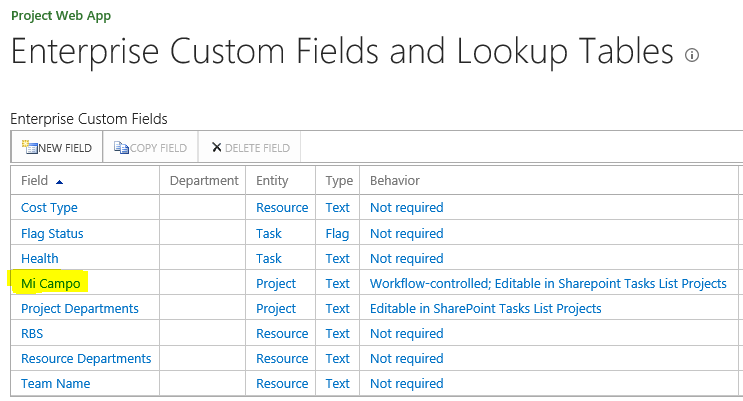 Project Web App
Enterprise Custom Fields and Lookup Tables
Enterprise Custom Fields
NEW FIELD COPY FIELD DELETE FIELD
Field Department Entity Type Behavior
Cost Type Resource Text Not required
Flag Status Task Flag Not required
Health Task Text Not required
Mi Campo Project Text Workflow-controlled; Editable in Sharepoint Tasks List Projects
Project Departments Project Text Editable in SharePoint Tasks List Projects
RBS Resource Text Not required
Resource Departments Resource Text Not required
Team Name Resource Text Not required